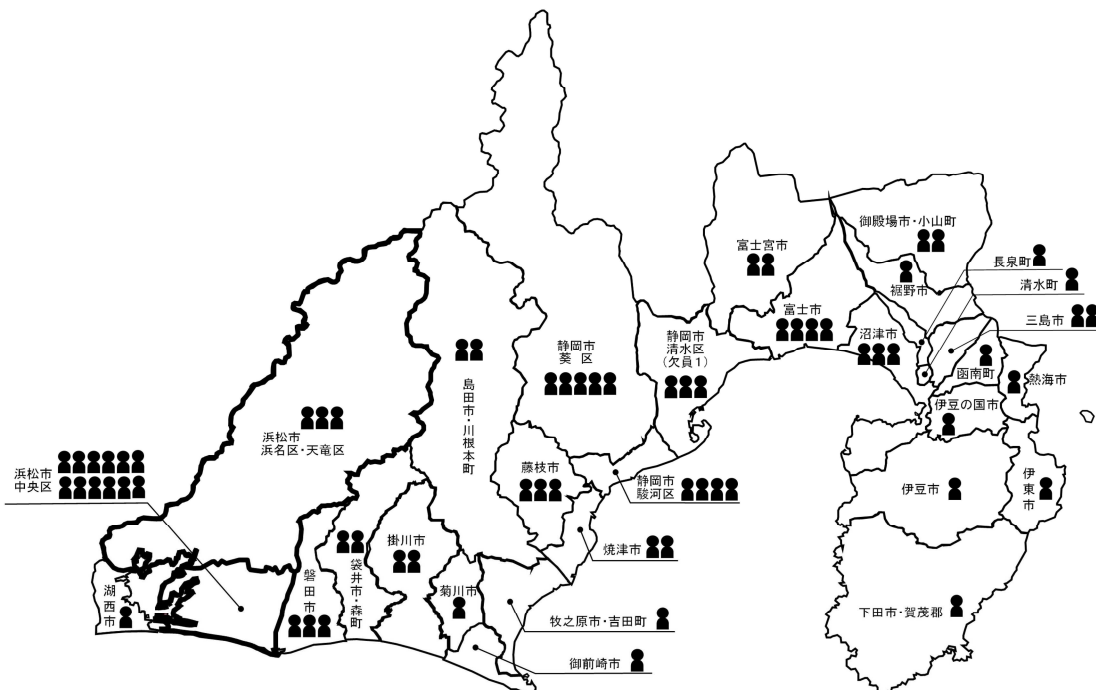 御殿場市・小山町
富士宮市
長泉町
裾野市
清水町
富士市
三島市
沼津市
静岡市
葵 区
静岡市
清水区
(欠員1)
函南町
熱海市
島田市・川根本町
伊豆の国市
浜松市
浜名区・天竜区
藤枝市
浜松市
中央区
静岡市
駿河区
伊豆市
伊東市
掛川市
焼津市
袋井市・森町
磐田市
菊川市
湖西市
牧之原市・吉田町
下田市・賀茂郡
御前崎市